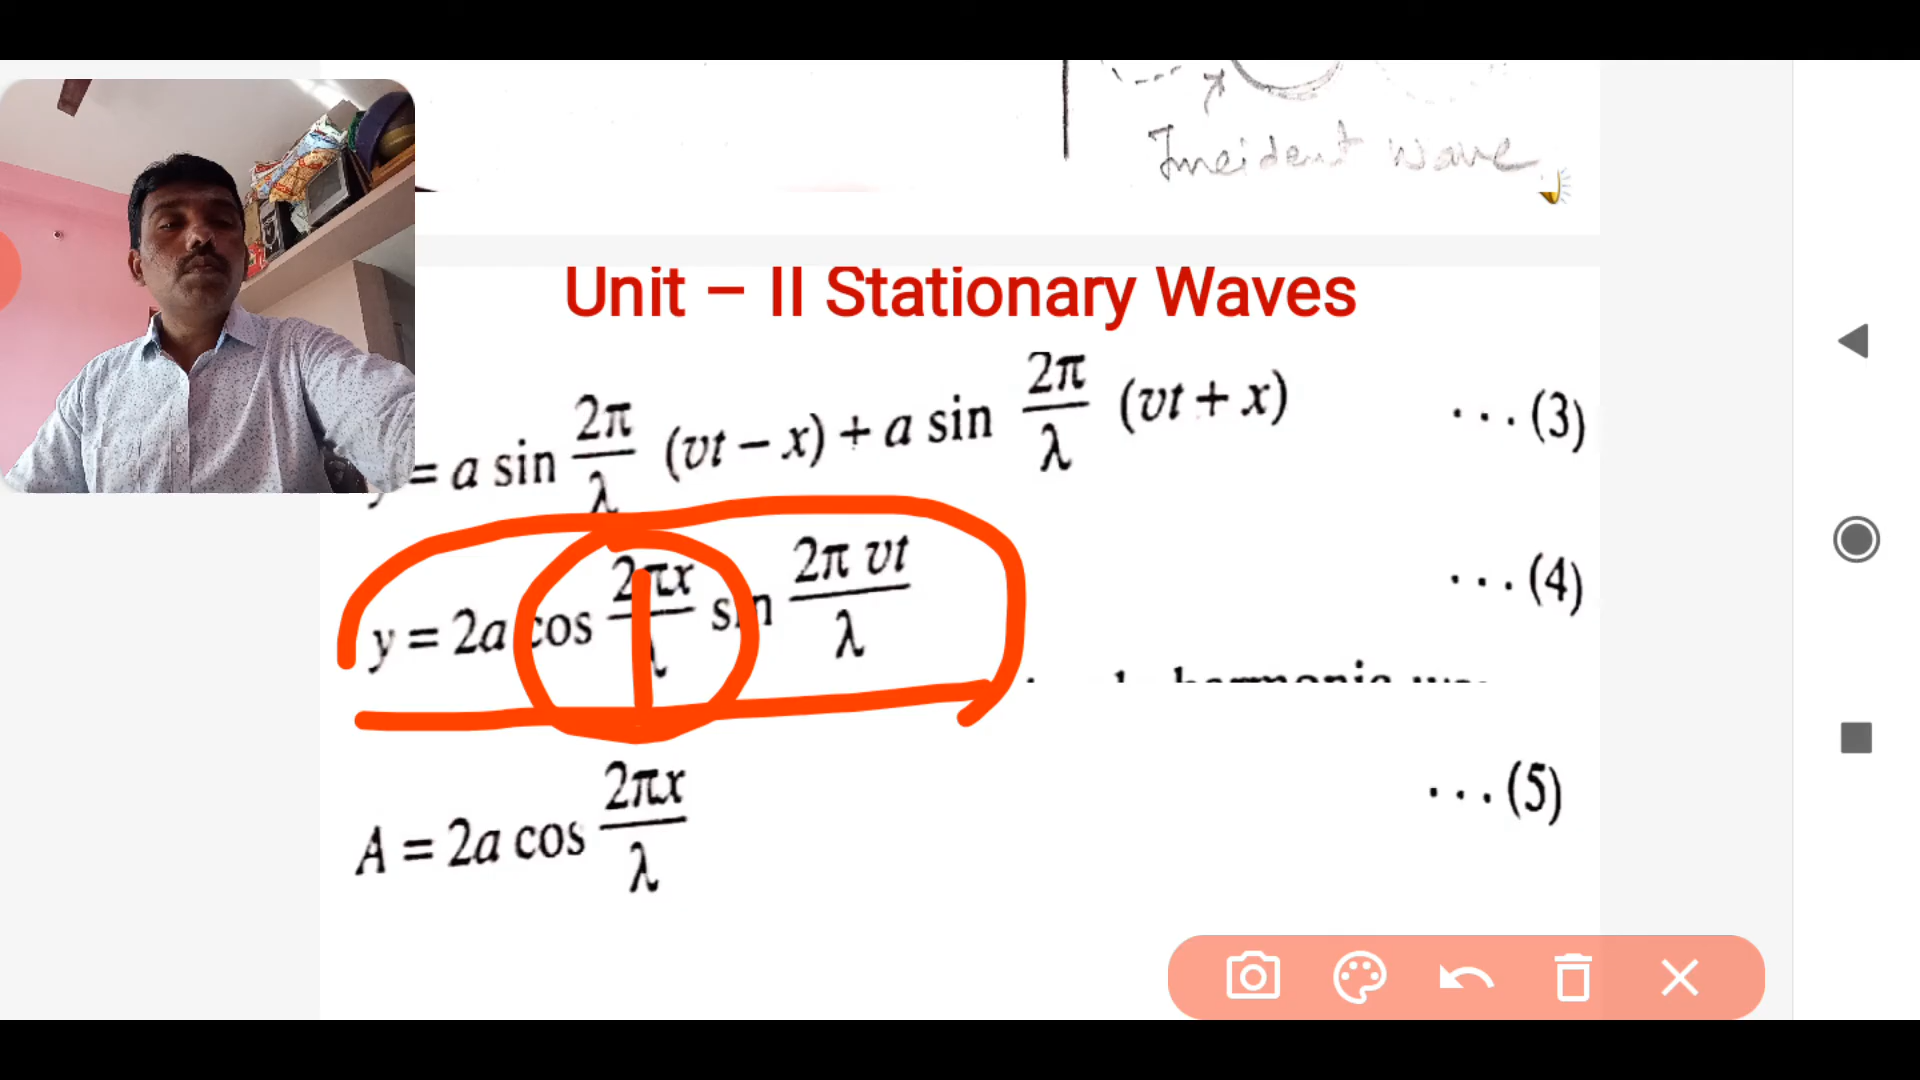 Incident wave
Unit – II Stationary Waves
y = a sin 2π/λ (vt – x) + a sin 2π/λ (vt + x) ...(3)
y = 2a cos 2πx/λ sin 2π vt/λ ...(4)
harmonic
A = 2a cos 2πx/λ ...(5)